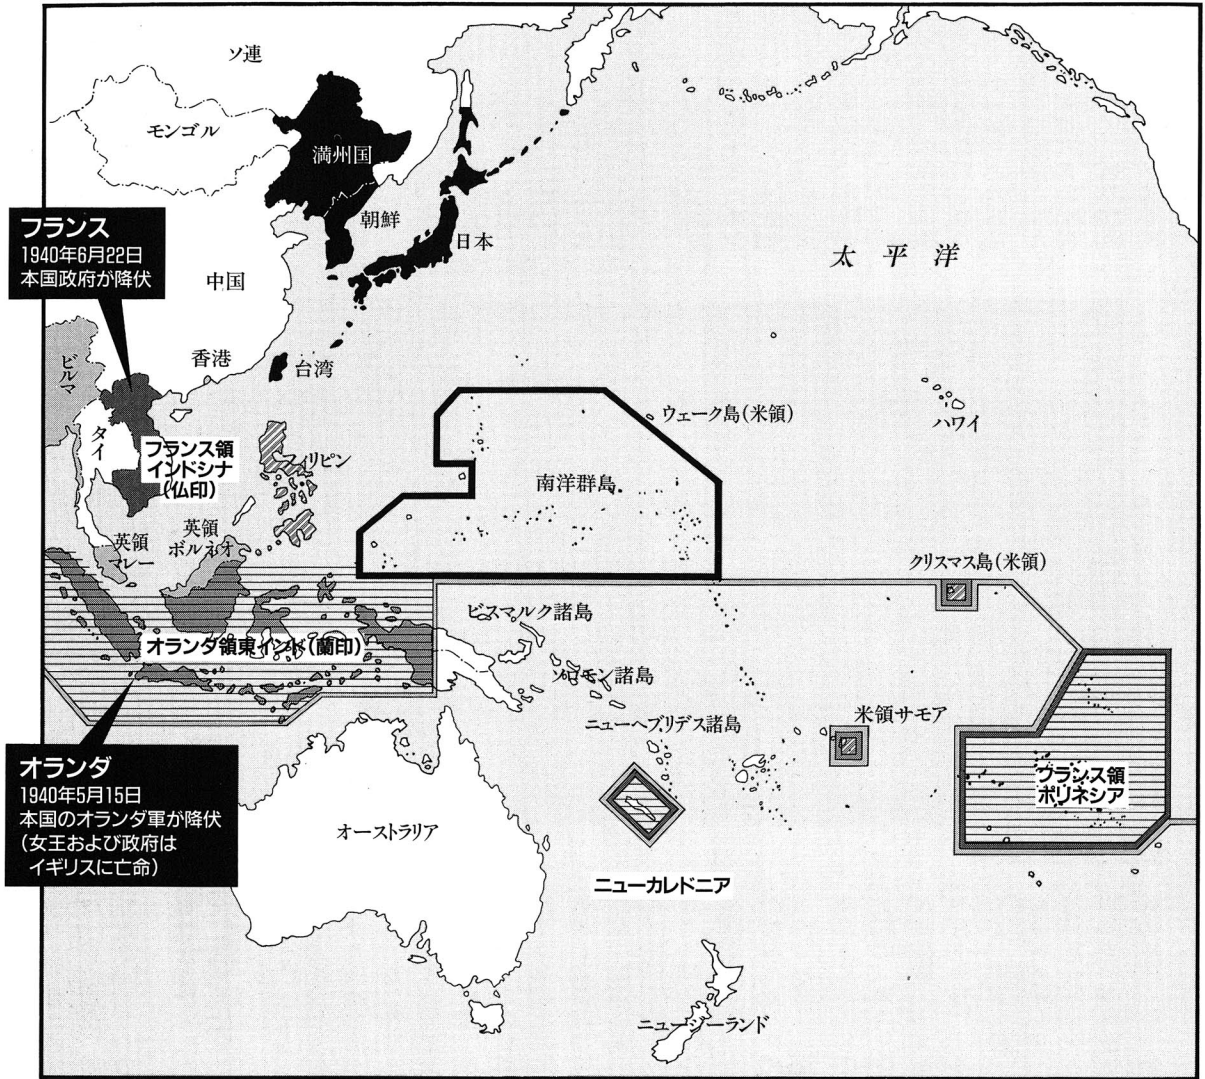 ソ連
モンゴル
満州国
朝鮮
日本
フランス
1940年6月22日
本国政府が降伏
中国
太平洋
香港
台湾
ビルマ
タイ
フランス領
インドシナ
(仏印)
フィリピン
ウェーク島(米領)
ハワイ
南洋群島
英領
マレー
英領
ボルネオ
クリスマス島(米領)
オランダ領東インド(蘭印)
ビスマルク諸島
ソロモン諸島
ニューヘブリデス諸島
米領サモア
フランス領
ポリネシア
オランダ
1940年5月15日
本国のオランダ軍が降伏
(女王および政府は
イギリスに亡命)
オーストラリア
ニューカレドニア
ニュージーランド